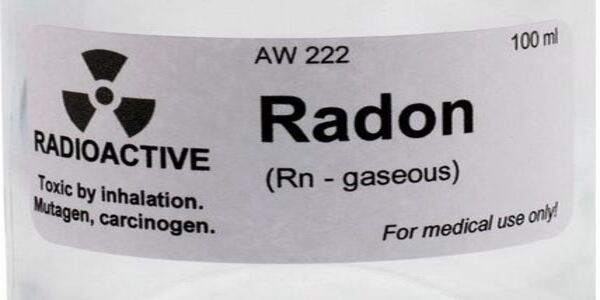 AW 222
100 ml
Radon
(Rn - gaseous)
RADIOACTIVE
Toxic by inhalation.
Mutagen, carcinogen.
For medical use only!